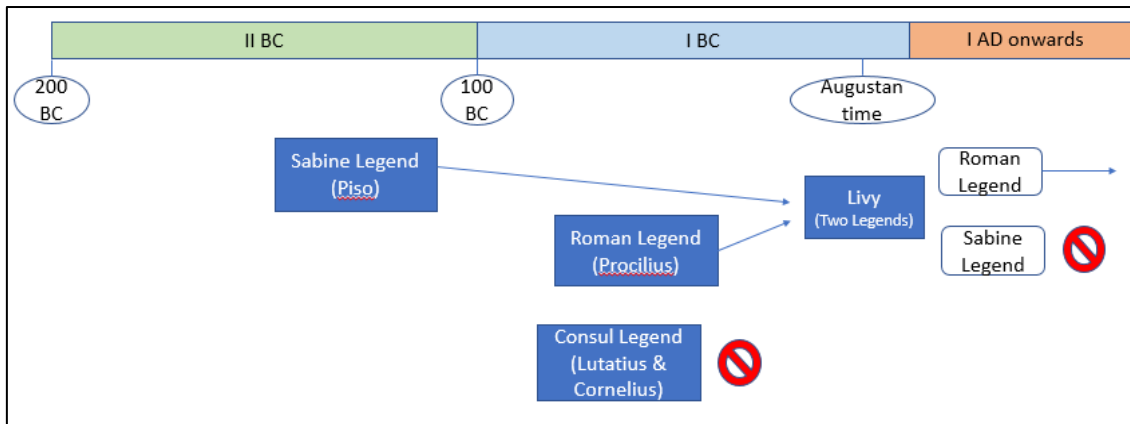 II BC
I BC
I AD onwards
200
BC
100
BC
Augustan
time
Sabine Legend
(Piso)
Roman Legend
(Procilius)
Consul Legend
(Lutatius &
Cornelius)
Livy
(Two Legends)
Roman
Legend
Sabine
Legend